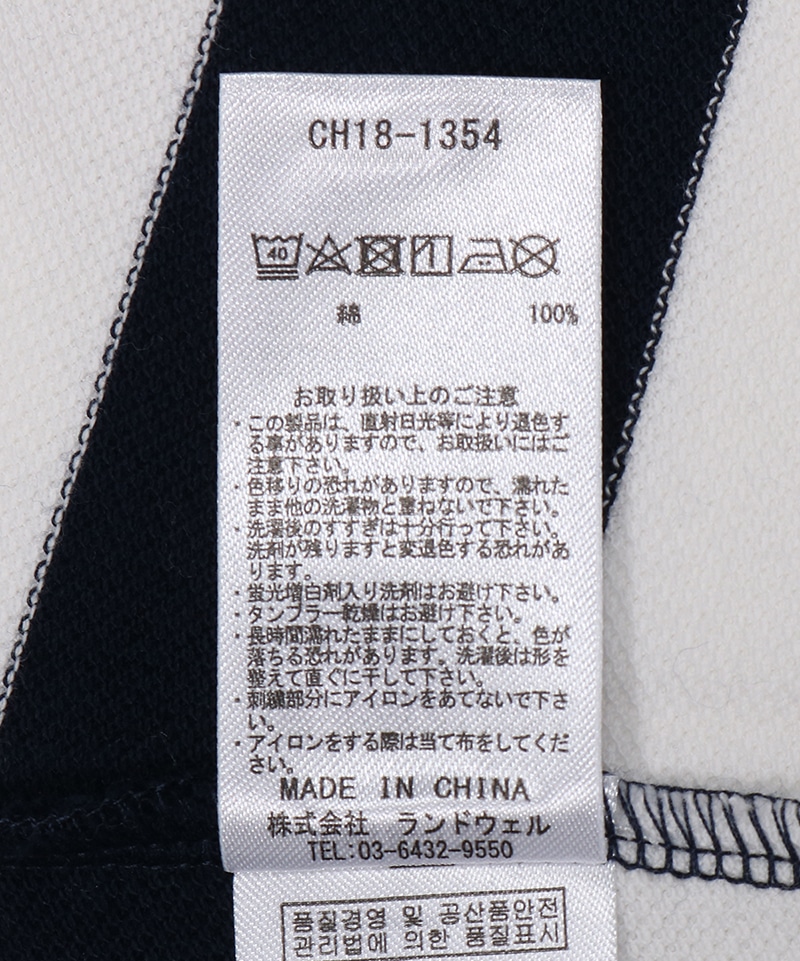 CH18-1354
40
綿 100%
お取り扱い上のご注意
・この製品は、直射日光等により退色す
る事がありますので、お取扱いにはご
注意下さい。
・色移りの恐れがありますので、濡れた
まま他の洗濯物と重ねないで下さい。
・洗濯後のすすぎは十分行って下さい。
洗剤が残りますと変退色する恐れがあ
ります。
・蛍光増白剤入り洗剤はお避け下さい。
・タンブラー乾燥はお避け下さい。
・長時間濡れたままにしておくと、色が
落ちる恐れがあります。洗濯後は形を
整えて直ぐに干して下さい。
・刺繍部分にアイロンをあてないで下さ
い。
・アイロンをする際は当て布をしてくだ
さい。
MADE IN CHINA
株式会社 ランドウェル
TEL:03-6432-9550
품질경영 및 공산품안전
관리법에 의한 품질표시